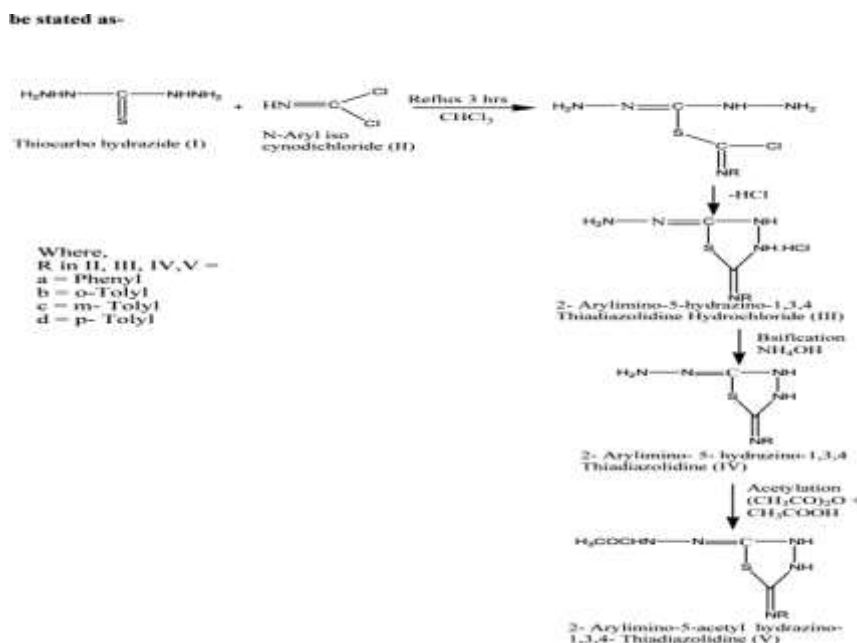 be stated as-
H₂NHN C NHNH₂
S
Thiocarbo hydrazide (I)
+
HN Cl
Cl
N-Aryl iso
cynodichloride (II)
Reflux 3 hrs
CHCl₃
H₂N N C NH NH₂
S
C Cl
NR
-HCl
H₂N N C NH
S NH.HCl
NR
2- Arylimino-5-hydrazino-1,3,4
Thiadiazolidine Hydrochloride (III)
Where,
R in II, III, IV,V =
a = Phenyl
b = o-Tolyl
c = m- Tolyl
d = p- Tolyl
Bsification
NH₄OH
H₂N N C NH
S NH
NR
2- Arylimino- 5- hydrazino-1,3,4
Thiadiazolidine (IV)
Acetylation
(CH₃CO)₂O +
CH₃COOH
H₃COCHN N C NH
S NH
NR
2- Arylimino-5-acetyl hydrazino-
1,3,4- Thiadiazolidine (V)